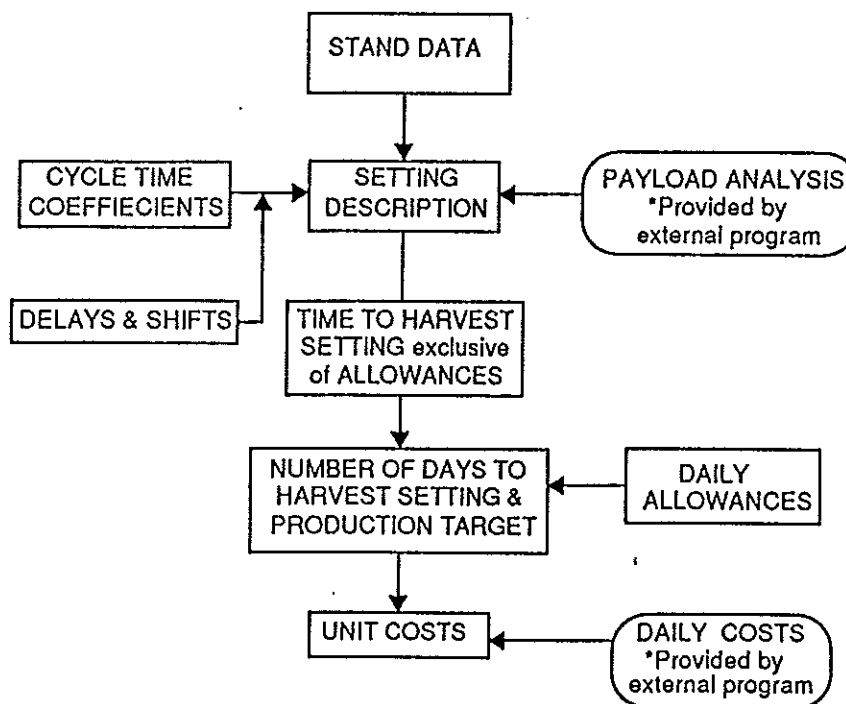 STAND DATA
CYCLE TIME
COEFFIECIENTS
SETTING
DESCRIPTION
PAYLOAD ANALYSIS
*Provided by
external program
DELAYS & SHIFTS
TIME TO HARVEST
SETTING exclusive
of ALLOWANCES
NUMBER OF DAYS TO
HARVEST SETTING &
PRODUCTION TARGET
DAILY
ALLOWANCES
UNIT COSTS
DAILY COSTS
*Provided by
external program